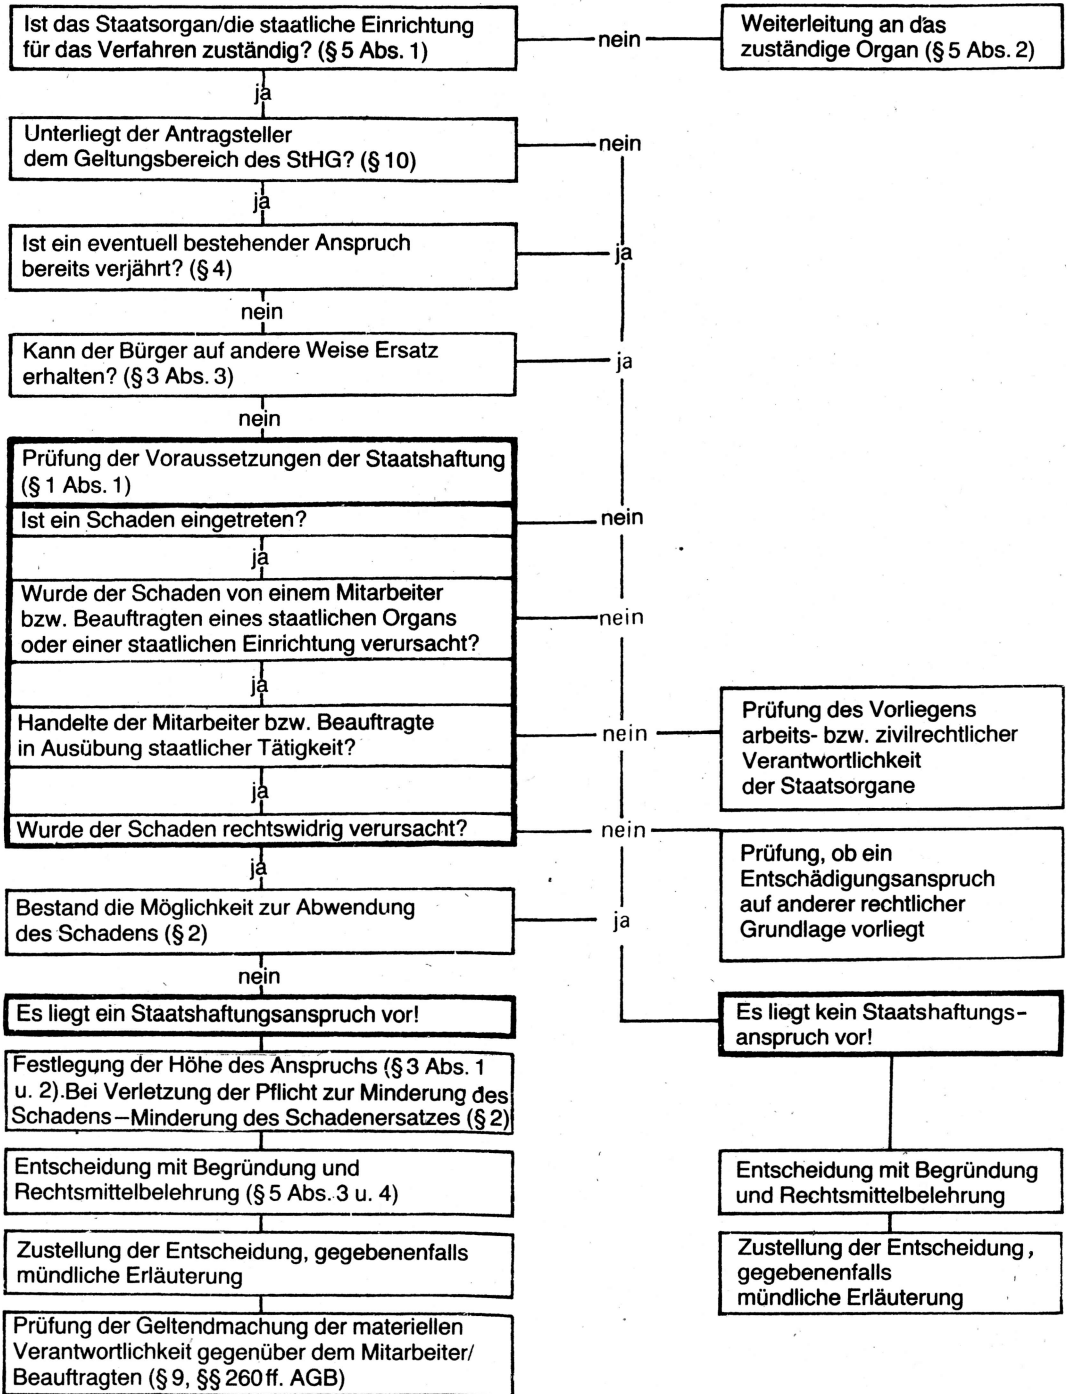 Ist das Staatsorgan/die staatliche Einrichtung
für das Verfahren zuständig? (§ 5 Abs. 1)
nein
Weiterleitung an das
zuständige Organ (§ 5 Abs. 2)
ja
Unterliegt der Antragsteller
dem Geltungsbereich des StHG? (§ 10)
nein
ja
Ist ein eventuell bestehender Anspruch
bereits verjährt? (§ 4)
ja
nein
Kann der Bürger auf andere Weise Ersatz
erhalten? (§ 3 Abs. 3)
ja
nein
Prüfung der Voraussetzungen der Staatshaftung
(§ 1 Abs. 1)
Ist ein Schaden eingetreten?
nein
ja
Wurde der Schaden von einem Mitarbeiter
bzw. Beauftragten eines staatlichen Organs
oder einer staatlichen Einrichtung verursacht?
nein
ja
Handelte der Mitarbeiter bzw. Beauftragte
in Ausübung staatlicher Tätigkeit?
nein
Prüfung des Vorliegens
arbeits- bzw. zivilrechtlicher
Verantwortlichkeit
der Staatsorgane
ja
Wurde der Schaden rechtswidrig verursacht?
nein
Prüfung, ob ein
Entschädigungsanspruch
auf anderer rechtlicher
Grundlage vorliegt
ja
Bestand die Möglichkeit zur Abwendung
des Schadens (§ 2)
ja
nein
Es liegt ein Staatshaftungsanspruch vor!
Es liegt kein Staatshaftungs-
anspruch vor!
Festlegung der Höhe des Anspruchs (§ 3 Abs. 1
u. 2). Bei Verletzung der Pflicht zur Minderung des
Schadens – Minderung des Schadenersatzes (§ 2)
Entscheidung mit Begründung und
Rechtsmittelbelehrung (§ 5 Abs. 3 u. 4)
Entscheidung mit Begründung
und Rechtsmittelbelehrung
Zustellung der Entscheidung, gegebenenfalls
mündliche Erläuterung
Zustellung der Entscheidung,
gegebenenfalls
mündliche Erläuterung
Prüfung der Geltendmachung der materiellen
Verantwortlichkeit gegenüber dem Mitarbeiter/
Beauftragten (§ 9, §§ 260 ff. AGB)